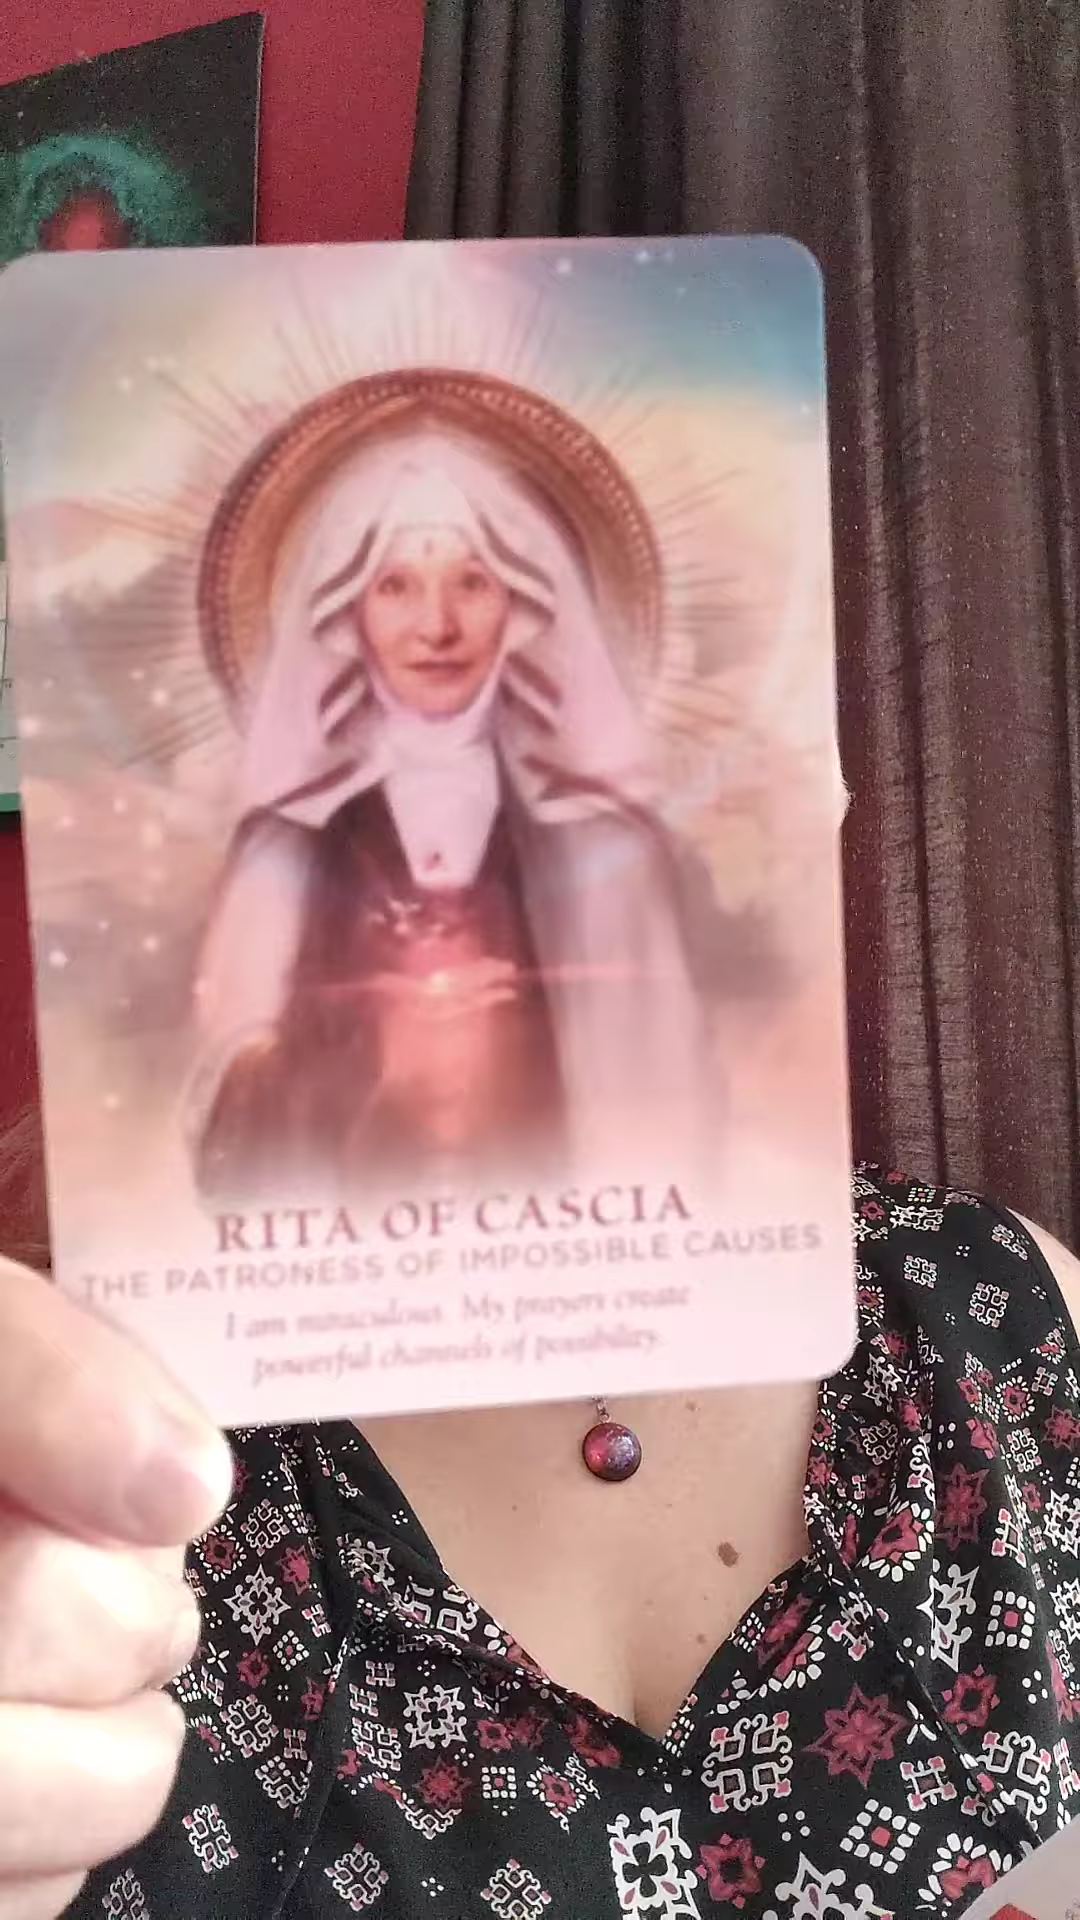 RITA OF CASCIA
THE PATRONESS OF IMPOSSIBLE CAUSES
I am miraculous. My prayers create
powerful channels of possibility.